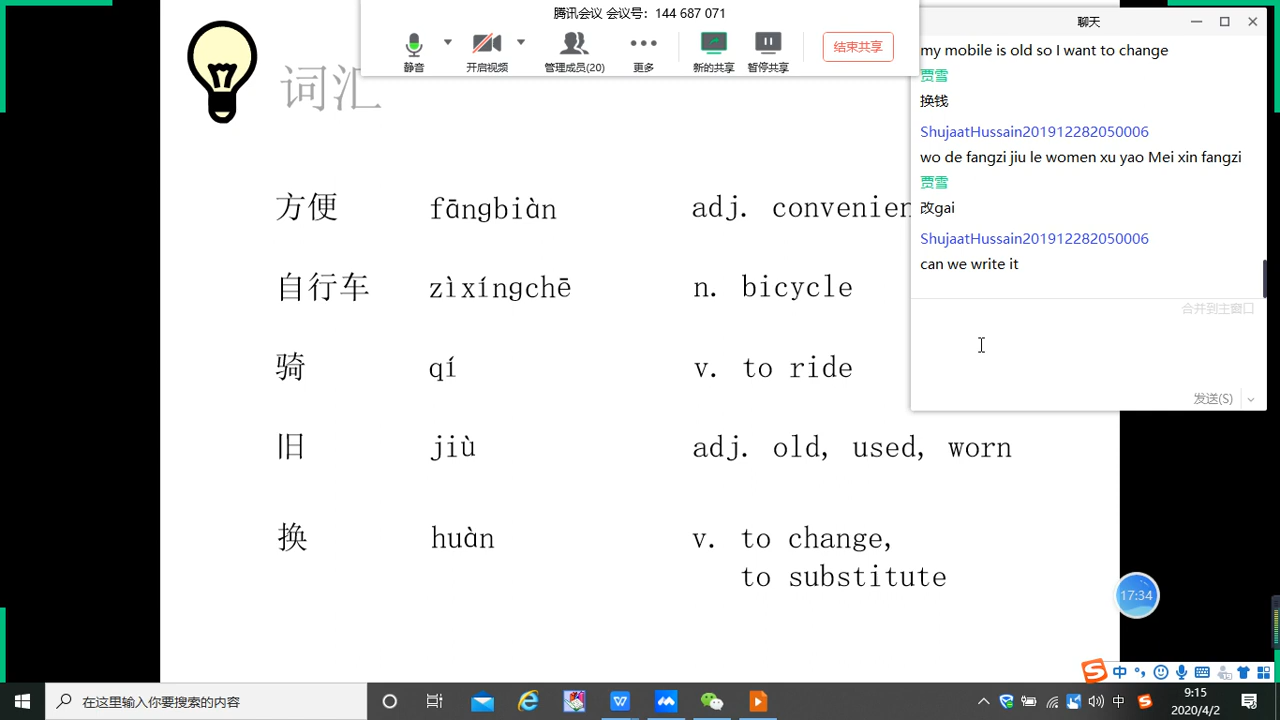 腾讯会议 会议号：144 687 071
静音
开启视频
管理成员(20)
更多
新的共享
暂停共享
结束共享
聊天
my mobile is old so I want to change
贾雪
换钱
ShujaatHussain201912282050006
wo de fangzi jiu le women xu yao Mei xin fangzi
贾雪
改gai
ShujaatHussain201912282050006
can we write it
合并到主窗口
发送(S)
词汇
方便 fāngbiàn adj. convenien
自行车 zìxíngchē n. bicycle
骑 qí v. to ride
旧 jiù adj. old, used, worn
换 huàn v. to change,
to substitute
17:34
中
在这里输入你要搜索的内容
中
9:15
2020/4/2